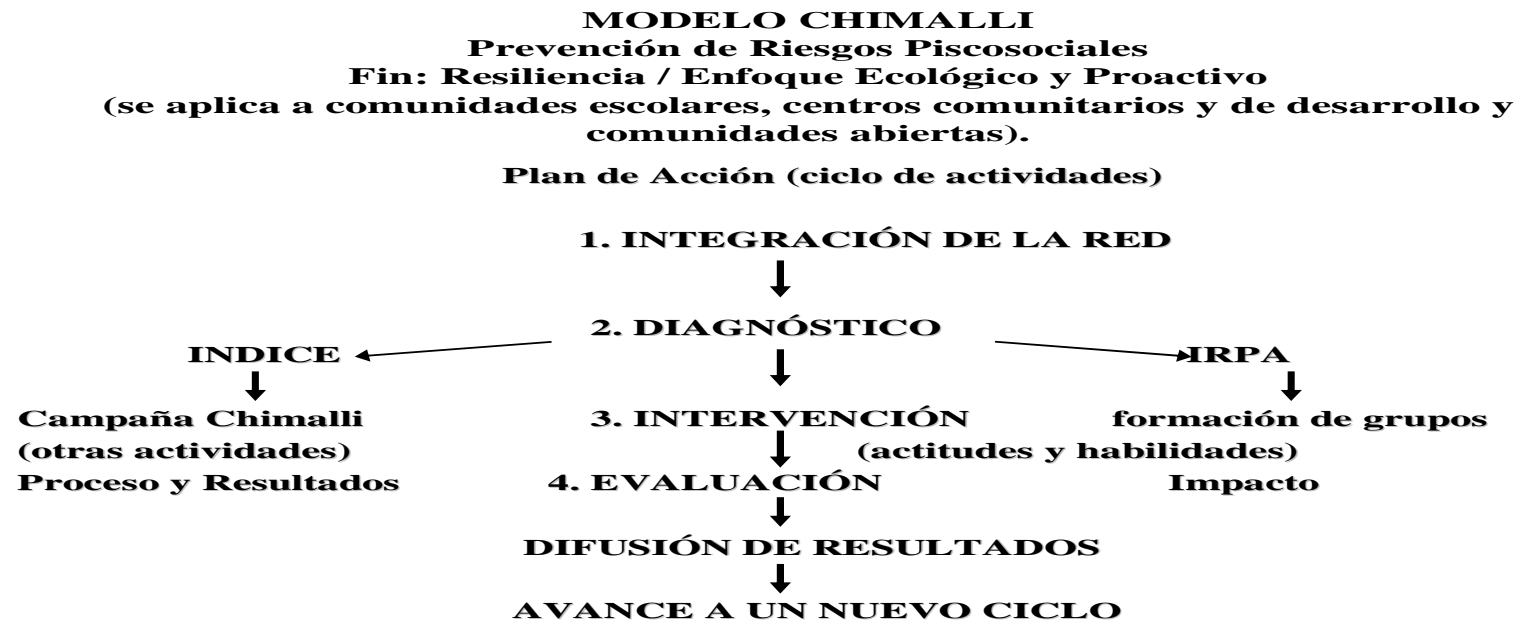 MODELO CHIMALLI
Prevención de Riesgos Piscosociales
Fin: Resiliencia / Enfoque Ecológico y Proactivo
(se aplica a comunidades escolares, centros comunitarios y de desarrollo y
comunidades abiertas).
Plan de Acción (ciclo de actividades)
1. INTEGRACIÓN DE LA RED
2. DIAGNÓSTICO
INDICE IRPA
Campaña Chimalli 3. INTERVENCIÓN formación de grupos
(otras actividades) (actitudes y habilidades)
Proceso y Resultados 4. EVALUACIÓN Impacto
DIFUSIÓN DE RESULTADOS
AVANCE A UN NUEVO CICLO